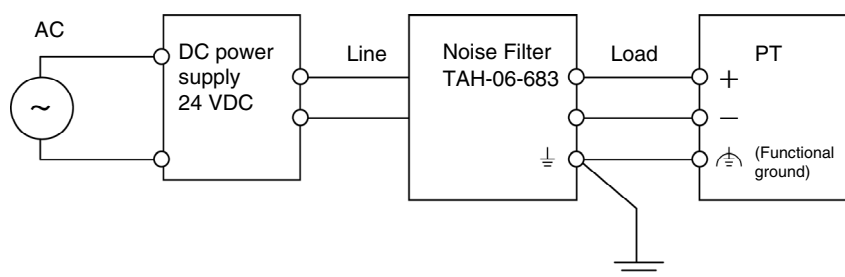 AC
DC power
supply
24 VDC
Line
Noise Filter
TAH-06-683
Load
PT
+
−
(Functional
ground)
~